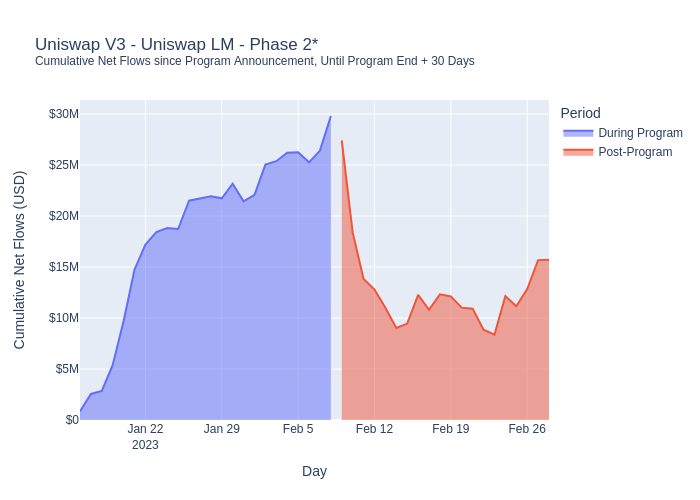 Uniswap V3 - Uniswap LM - Phase 2*
Cumulative Net Flows since Program Announcement, Until Program End + 30 Days
Period
During Program
Post-Program
Cumulative Net Flows (USD)
$30M
$25M
$20M
$15M
$10M
$5M
$0
Jan 22
2023
Jan 29
Feb 5
Feb 12
Feb 19
Feb 26
Day